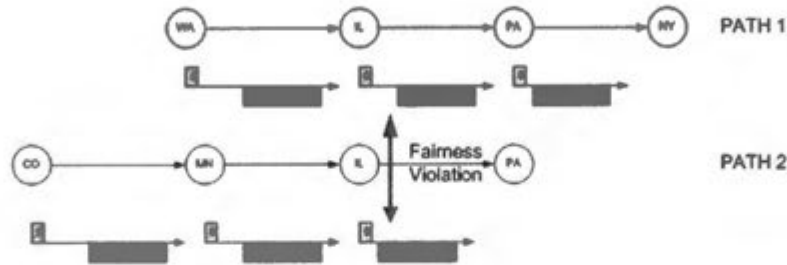 WA IL PA NY PATH 1
Fairness
CO MN IL PA PATH 2
Violation